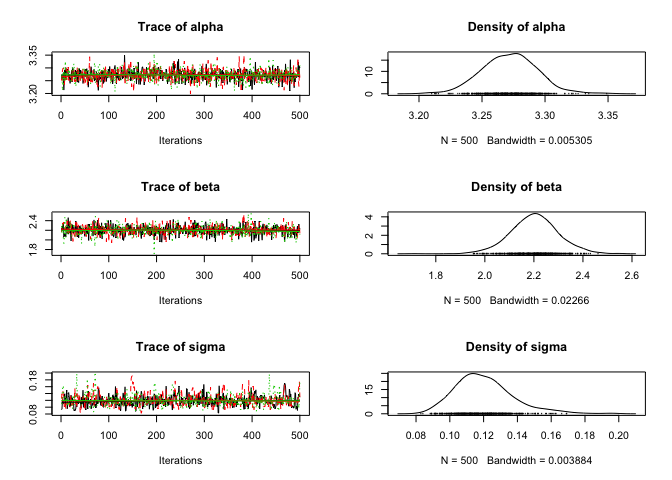 Trace of alpha
3.20 3.35
0 100 200 300 400 500
Iterations
Density of alpha
0 10
3.20 3.25 3.30 3.35
N = 500 Bandwidth = 0.005305
Trace of beta
1.8 2.4
0 100 200 300 400 500
Iterations
Density of beta
0 2 4
1.8 2.0 2.2 2.4 2.6
N = 500 Bandwidth = 0.02266
Trace of sigma
0.08 0.18
0 100 200 300 400 500
Iterations
Density of sigma
0 15
0.08 0.10 0.12 0.14 0.16 0.18 0.20
N = 500 Bandwidth = 0.003884